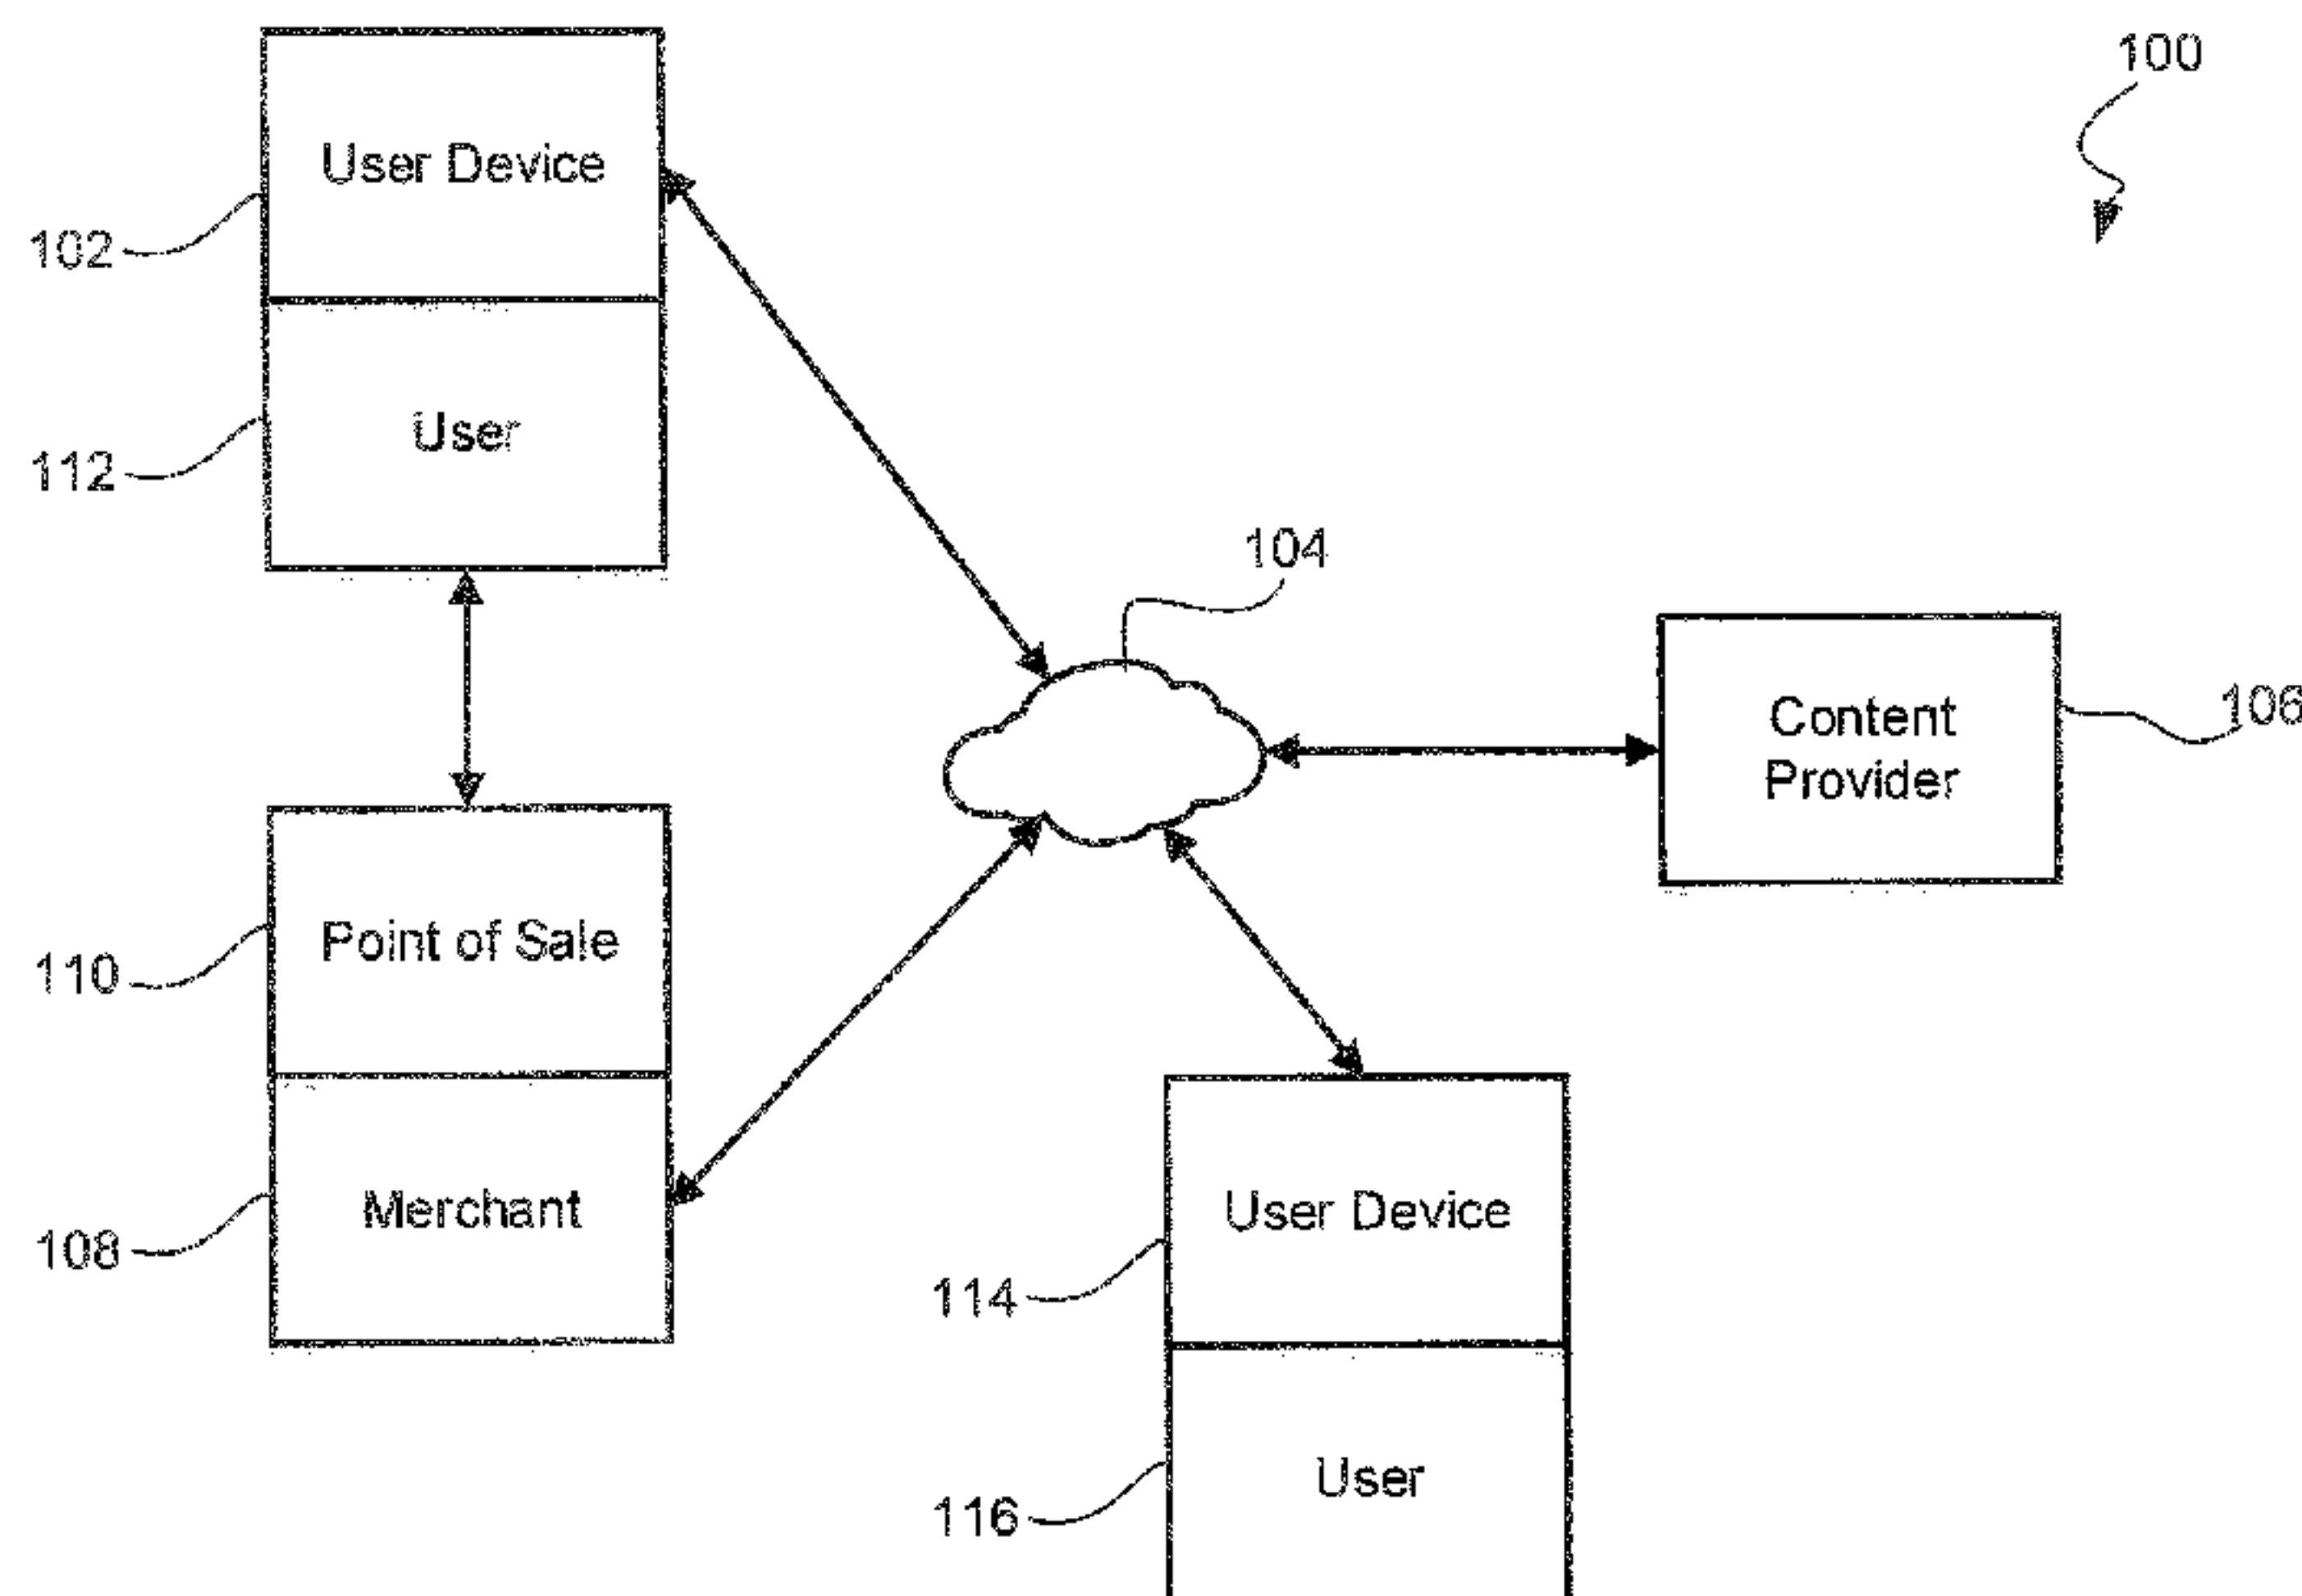 100
User Device
102
User
112
104
Content
Provider
106
Point of Sale
110
Merchant
108
User Device
114
User
116